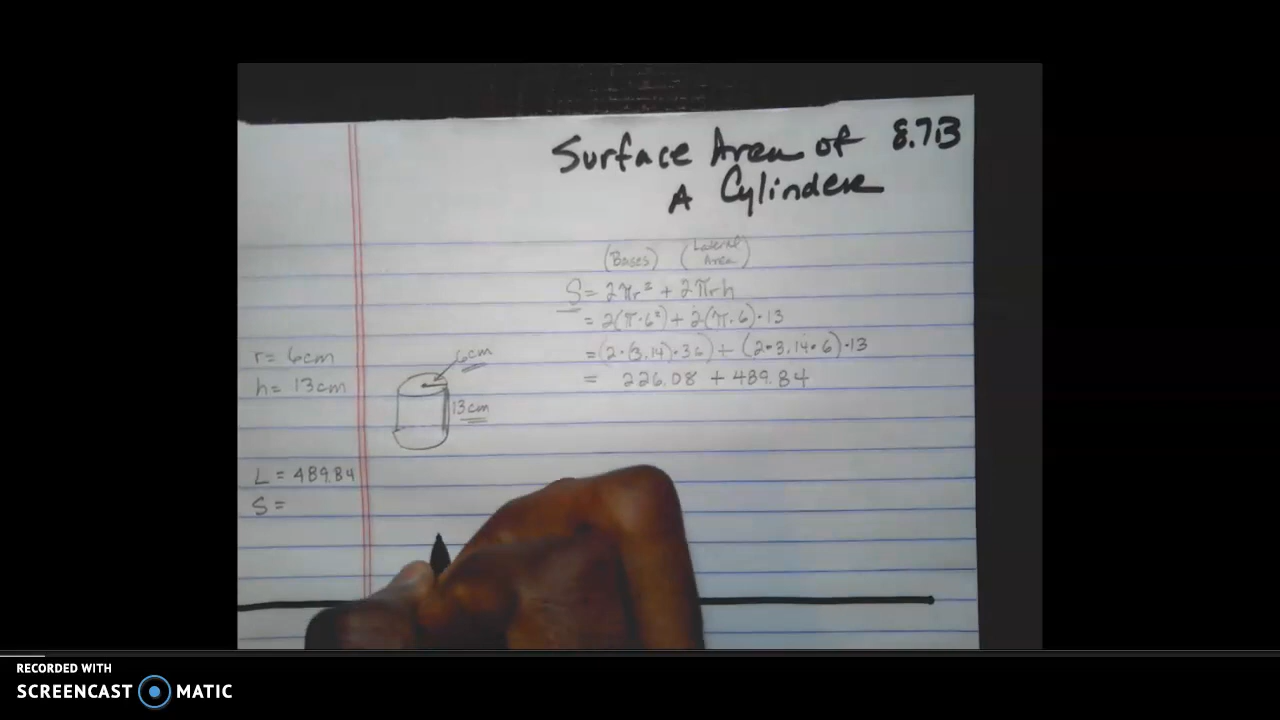 Surface Area of 8.7B
A Cylinder
(Bases) (Lateral Area)
S = 2πr² + 2πrh
= 2(π·6²) + 2(π·6)·13
= (2·(3.14)·36) + (2·3.14·6)·13
= 226.08 + 489.84
r = 6cm
h = 13cm
6cm
13cm
L = 489.84
S =
RECORDED WITH
SCREENCAST MATIC